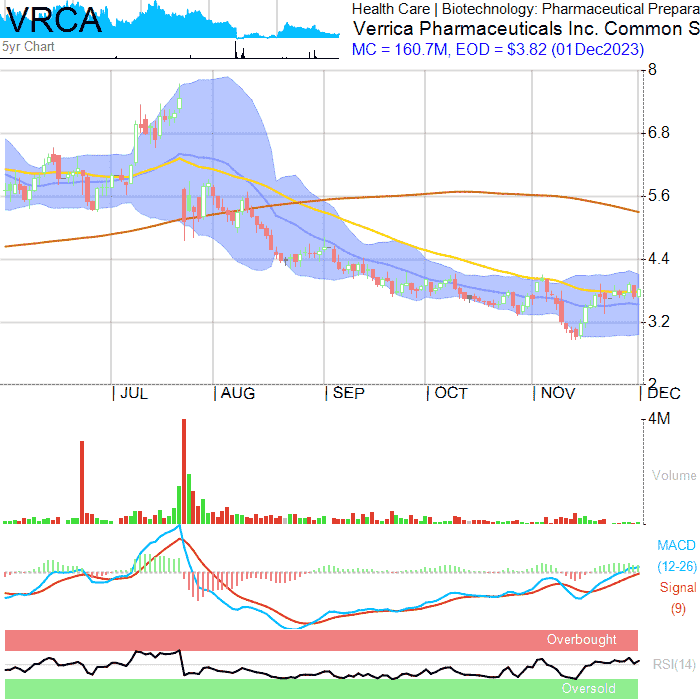 VRCA
5yr Chart
Health Care | Biotechnology: Pharmaceutical Prepara
Verrica Pharmaceuticals Inc. Common S
MC = 160.7M, EOD = $3.82 (01Dec2023)
8
6.8
5.6
4.4
3.2
2
JUL AUG SEP OCT NOV DEC
4M
Volume
MACD
(12-26)
Signal
(9)
Overbought
RSI(14)
Oversold